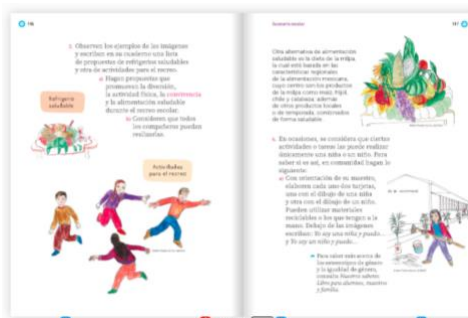 116
2. Observen los ejemplos de las imágenes
y escriban en su cuaderno una lista
de propuestas de refrigerios saludables
y otra de actividades para el recreo.
a) Hagan propuestas que
promuevan la diversión,
la actividad física, la convivencia
y la alimentación saludable
durante el recreo escolar.
b) Consideren que todos
los compañeros puedan
realizarlas.
Refrigerio
saludable
Actividades
para el recreo
Escenario escolar
117
Otra alternativa de alimentación
saludable es la dieta de la milpa,
la cual está basada en las
características regionales
de la alimentación mexicana,
cuyo centro son los productos
de la milpa como maíz, frijol,
chile y calabaza, además
de otros productos locales
o de temporada, combinados
de forma saludable.
En ocasiones, se considera que ciertas
actividades o tareas las puede realizar
únicamente una niña o un niño. Para
saber si es así, en comunidad hagan lo
siguiente:
a) Con orientación de su maestro,
elaboren cada uno dos tarjetas,
una con el dibujo de una niña
y otra con el dibujo de un niño.
Pueden utilizar materiales
reciclables o los que tengan a la
mano. Debajo de las imágenes
escriban: Yo soy una niña y puedo...
y Yo soy un niño y puedo...
Para saber más acerca de
los estereotipos de género
y la igualdad de género,
consulta Nuestros saberes:
Libro para alumnos, maestros
y familia.